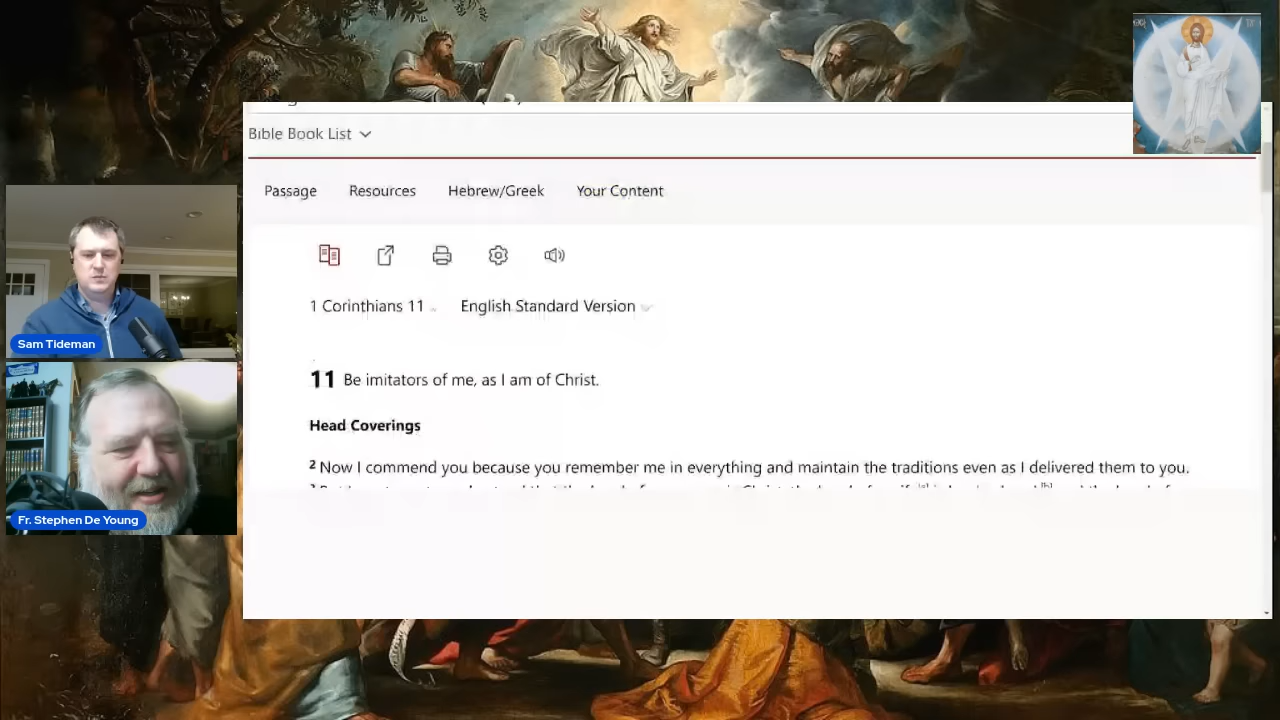 Bible Book List
Passage Resources Hebrew/Greek Your Content
1 Corinthians 11 English Standard Version
11 Be imitators of me, as I am of Christ.
Head Coverings
2 Now I commend you because you remember me in everything and maintain the traditions even as I delivered them to you.
Sam Tideman
Fr. Stephen De Young